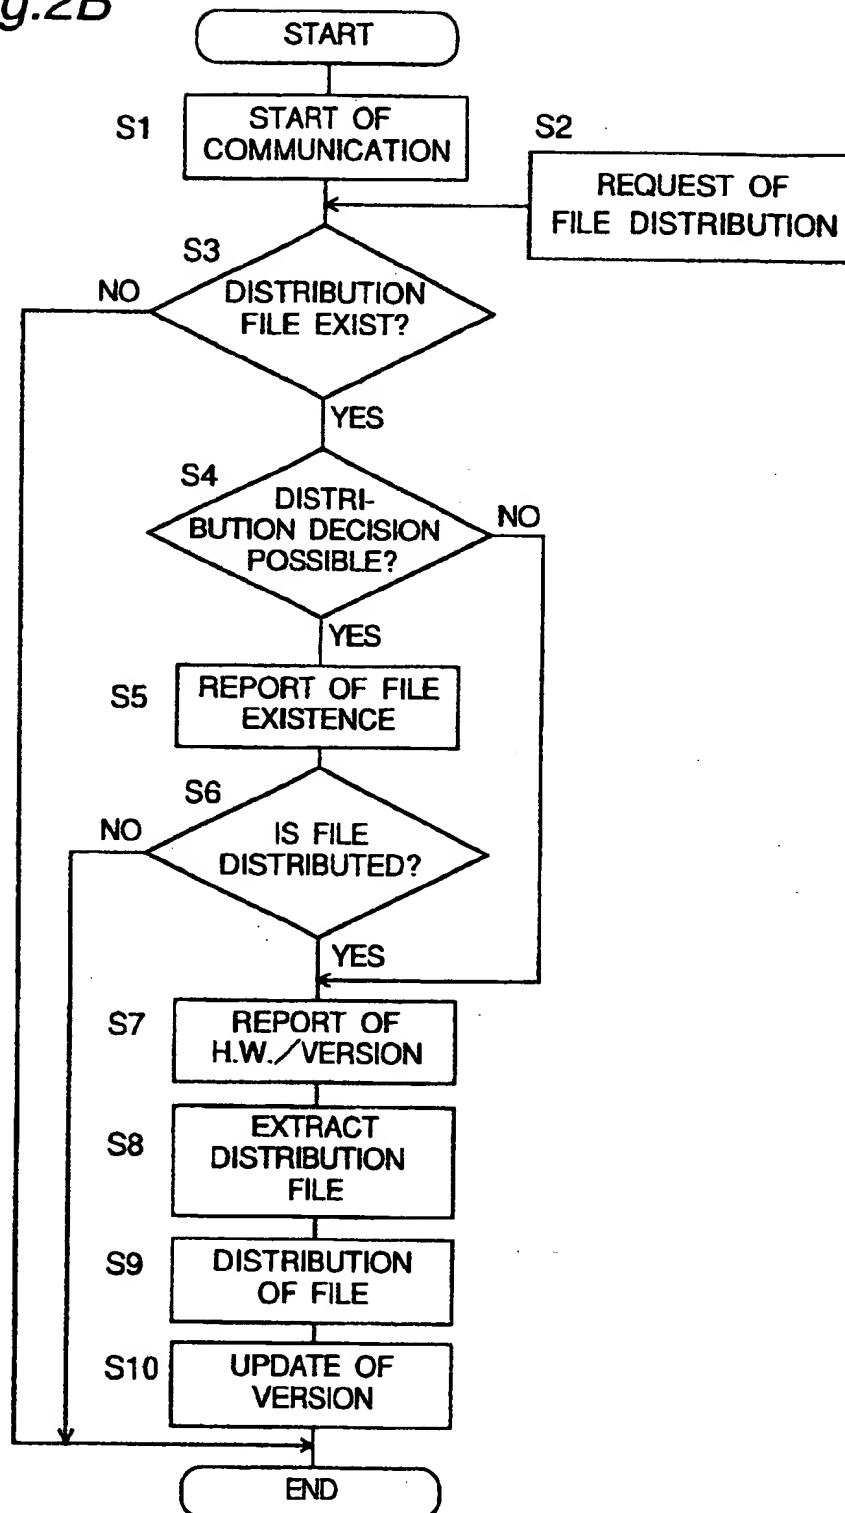 g.2B
START
S1
START OF
COMMUNICATION
S2
REQUEST OF
FILE DISTRIBUTION
S3
NO
DISTRIBUTION
FILE EXIST?
YES
S4
DISTRI-
BUTION DECISION
POSSIBLE?
NO
YES
S5
REPORT OF FILE
EXISTENCE
S6
NO
IS FILE
DISTRIBUTED?
YES
S7
REPORT OF
H.W./VERSION
S8
EXTRACT
DISTRIBUTION
FILE
S9
DISTRIBUTION
OF FILE
S10
UPDATE OF
VERSION
END